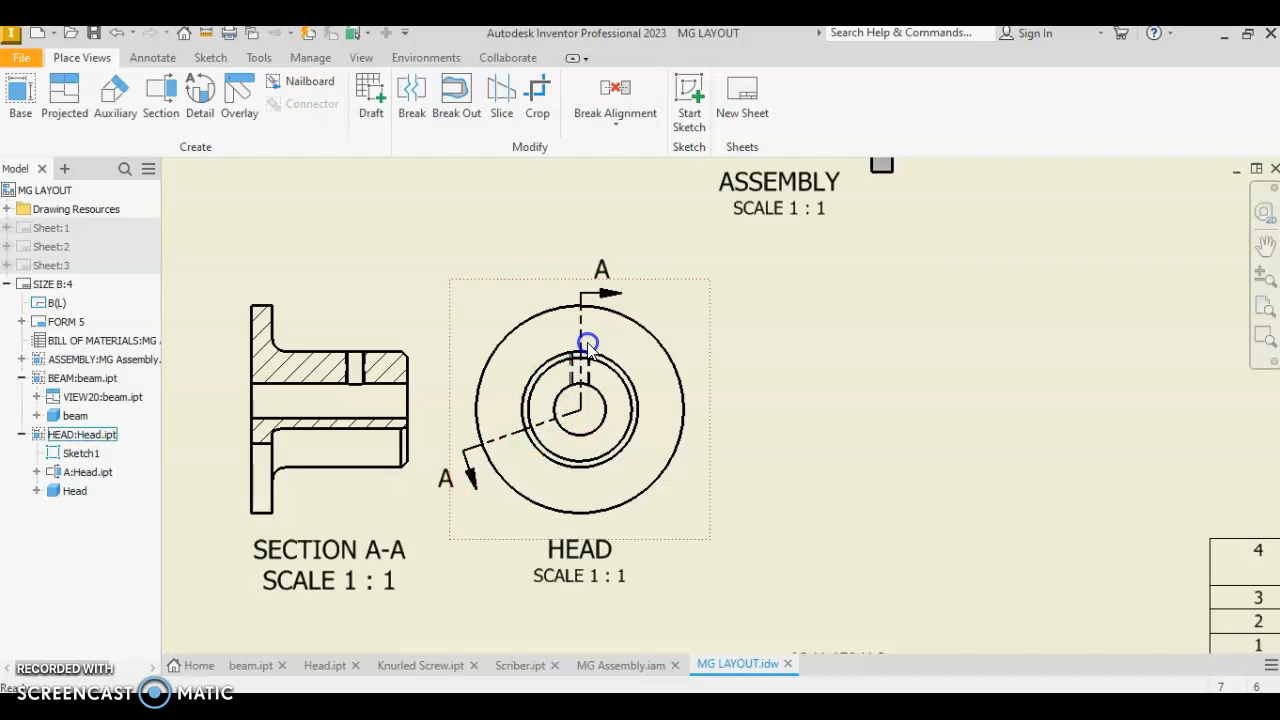 Autodesk Inventor Professional 2023 MG LAYOUT
Search Help & Commands...
Sign In
File
Place Views
Annotate
Sketch
Tools
Manage
View
Environments
Collaborate
Base
Projected
Auxiliary
Section
Detail
Overlay
Nailboard
Connector
Draft
Break
Break Out
Slice
Crop
Break Alignment
Start
Sketch
New Sheet
Create
Modify
Sketch
Sheets
Model
MG LAYOUT
Drawing Resources
Sheet:1
Sheet:2
Sheet:3
SIZE B:4
B(L)
FORM 5
BILL OF MATERIALS:MG
ASSEMBLY:MG Assembly.
BEAM:beam.ipt
VIEW20:beam.ipt
beam
HEAD:Head.ipt
Sketch1
A:Head.ipt
Head
ASSEMBLY
SCALE 1 : 1
A
A
SECTION A-A
SCALE 1 : 1
HEAD
SCALE 1 : 1
4
3
2
1
Home
beam.ipt
Head.ipt
Knurled Screw.ipt
Scriber.ipt
MG Assembly.iam
MG LAYOUT.idw
7 6
RECORDED WITH
SCREENCAST MATIC